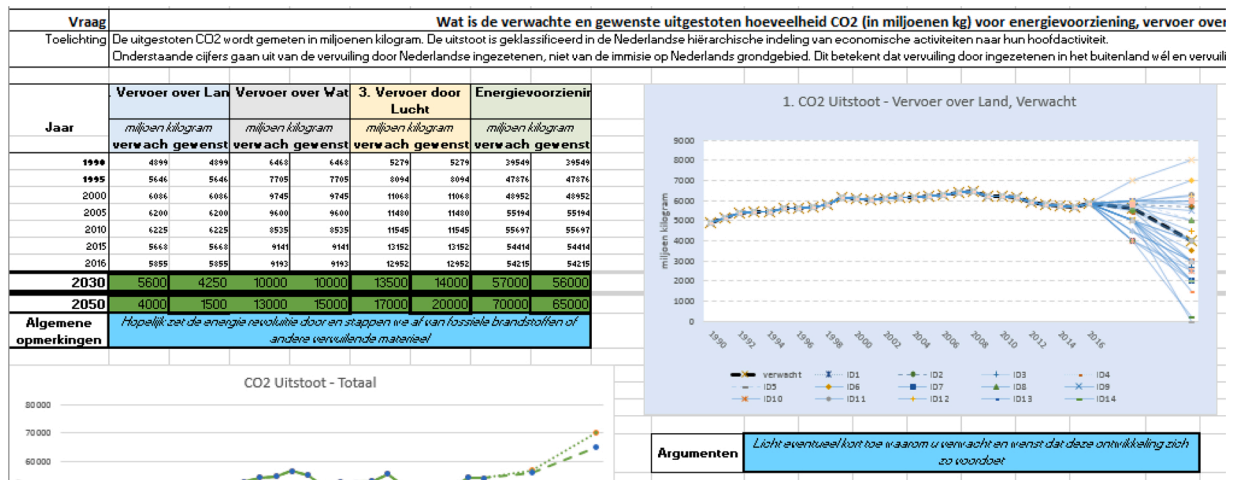 Vraag
Wat is de verwachte en gewenste uitgestoten hoeveelheid CO2 (in miljoenen kg) voor energievoorziening, vervoer over
Toelichting
De uitgestoten CO2 wordt gemeten in miljoenen kilogram. De uitstoot is geklassificeerd in de Nederlandse hiërarchische indeling van economische activiteiten naar hun hoofdactiviteit.
Onderstaande cijfers gaan uit van de vervuiling door Nederlandse ingezetenen, niet van de immisie op Nederlands grondgebied. Dit betekent dat vervuiling door ingezetenen in het buitenland wél en vervuili
Jaar
. Vervoer over Lan Vervoer over Wat 3. Vervoer door Lucht Energievoorzienin
miljoen kilogram miljoen kilogram miljoen kilogram miljoen kilogram
verwach gewenst verwach gewenst verwach gewenst verwach gewenst
1990 4899 4899 6468 6468 5279 5279 39549 39549
1995 5646 5646 7705 7705 8094 8094 47876 47876
2000 6086 6086 9745 9745 11068 11068 48952 48952
2005 6200 6200 9600 9600 11480 11480 55194 55194
2010 6225 6225 8535 8535 11545 11545 55697 55697
2015 5668 5668 9141 9141 13152 13152 54414 54414
2016 5855 5855 9193 9193 12952 12952 54215 54215
2030 5600 4250 10000 10000 13500 14000 57000 56000
2050 4000 1500 13000 15000 17000 20000 70000 65000
Algemene opmerkingen
Hopelijk zet de energie revoluitie door en stappen we af van fossiele brandstoffen of
andere vervuilende materieel
CO2 Uitstoot - Totaal
80000
70000
60000
1. CO2 Uitstoot - Vervoer over Land, Verwacht
miljoen kilogram
9000
8000
7000
6000
5000
4000
3000
2000
1000
0
1990 1992 1994 1996 1998 2000 2002 2004 2006 2008 2010 2012 2014 2016
verwacht ID1 ID2 ID3 ID4
ID5 ID6 ID7 ID8 ID9
ID10 ID11 ID12 ID13 ID14
Argumenten
Licht eventueel kort toe waarom u verwacht en wenst dat deze ontwikkeling zich
zo voordoet